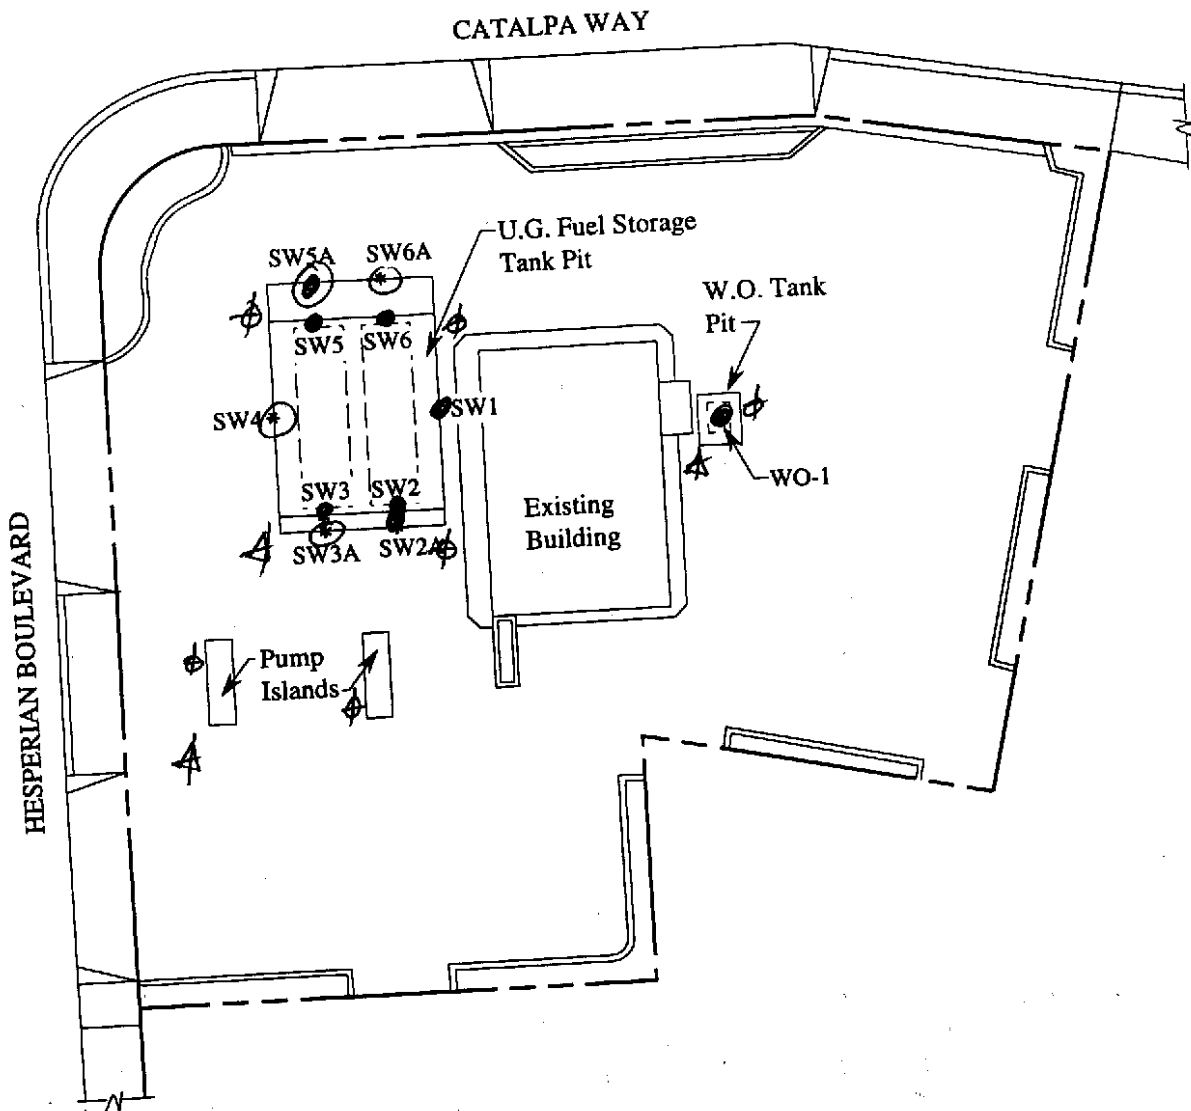 CATALPA WAY
U.G. Fuel Storage
Tank Pit
SW5A
SW6A
W.O. Tank
Pit
SW5
SW6
SW4
SW1
WO-1
SW3
SW2
Existing
Building
SW3A
SW2A
HESPERIAN BOULEVARD
Pump
Islands